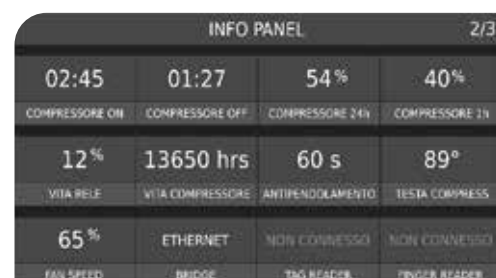 INFO PANEL 2/3
02:45 01:27 54% 40%
COMPRESSORE ON COMPRESSORE OFF COMPRESSORE 24h COMPRESSORE 1h
12% 13650 hrs 60 s 89°
VITA RELE VITA COMPRESSORE ANTIPENDOLAMENTO TESTA COMPRESS
65% ETHERNET NON CONNESSO NON CONNESSO
FAN SPEED BRIDGE TAG READER FINGER READER